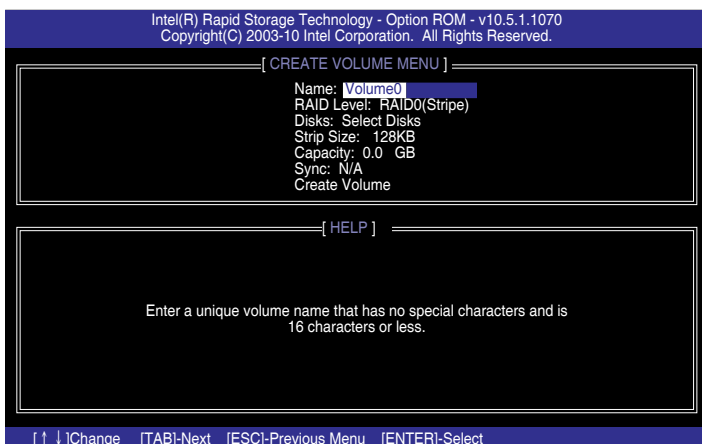 Intel(R) Rapid Storage Technology - Option ROM - v10.5.1.1070
Copyright(C) 2003-10 Intel Corporation. All Rights Reserved.
[ CREATE VOLUME MENU ]
Name: Volume0
RAID Level: RAID0(Stripe)
Disks: Select Disks
Strip Size: 128KB
Capacity: 0.0 GB
Sync: N/A
Create Volume
[ HELP ]
Enter a unique volume name that has no special characters and is
16 characters or less.
[↑↓]Change [TAB]-Next [ESC]-Previous Menu [ENTER]-Select